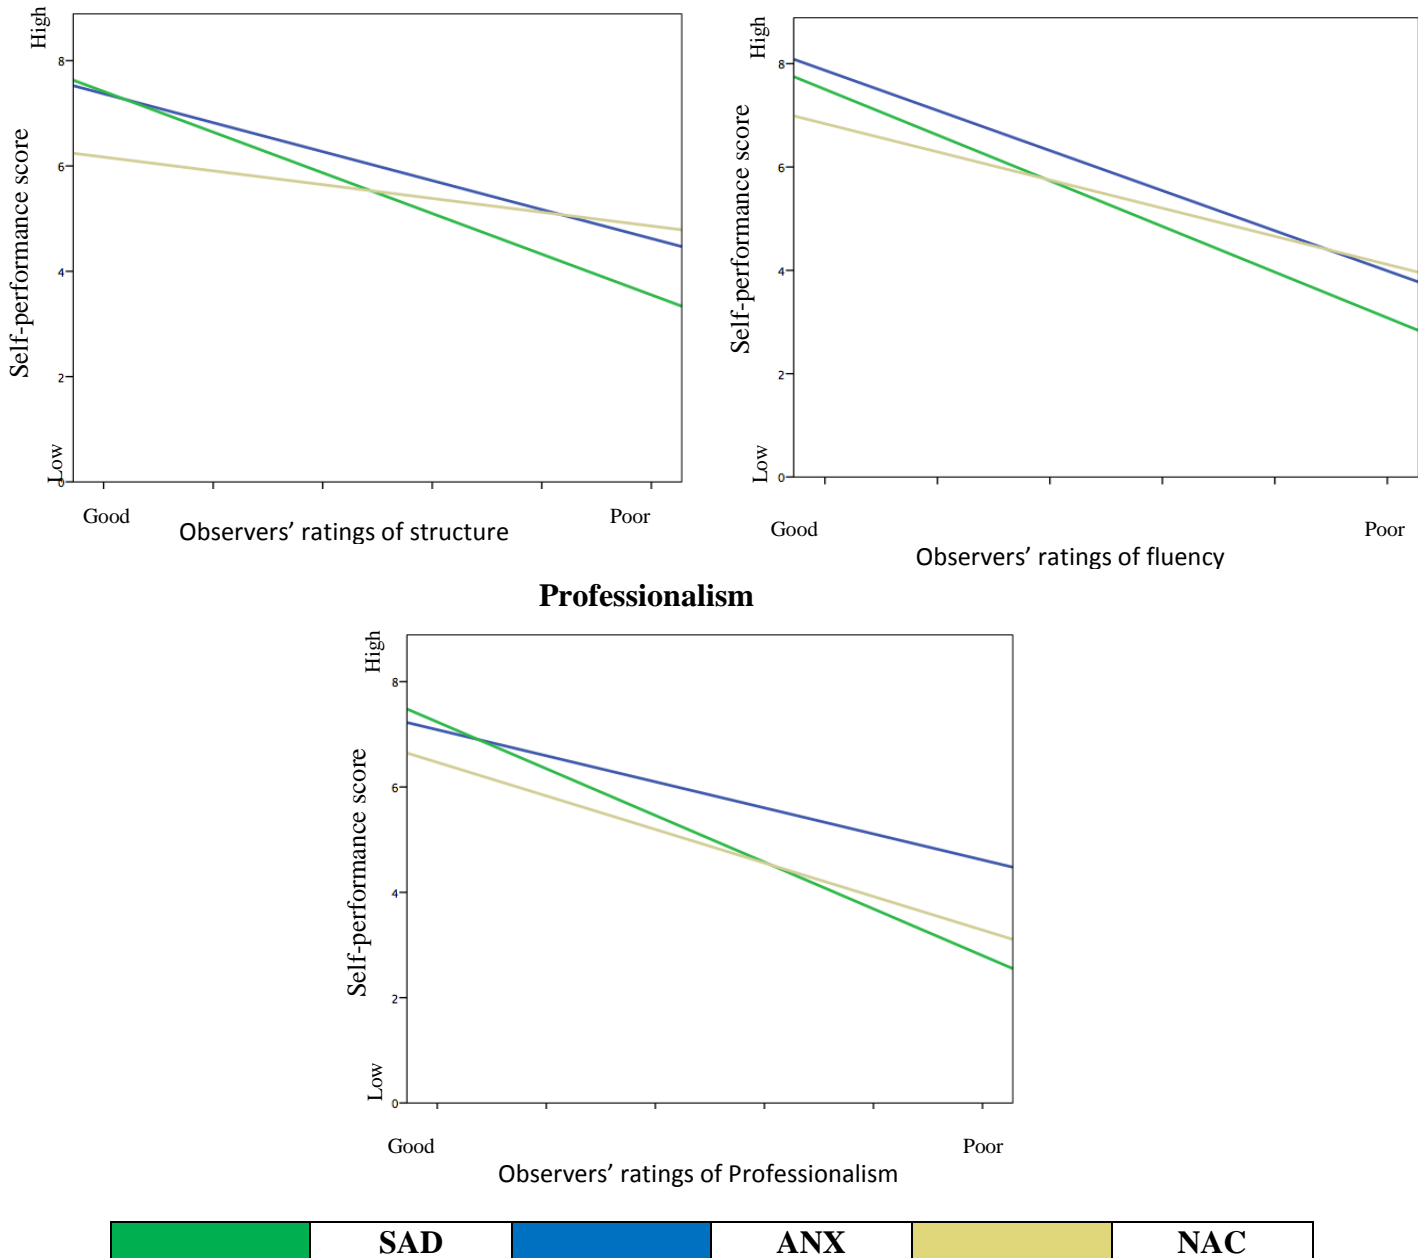 High
8
6
4
2
0
Low
Self-performance score
Good
Poor
Observers’ ratings of structure
High
8
6
4
2
0
Low
Self-performance score
Good
Poor
Observers’ ratings of fluency
Professionalism
High
8
6
4
2
0
Low
Self-performance score
Good
Poor
Observers’ ratings of Professionalism
SAD ANX NAC